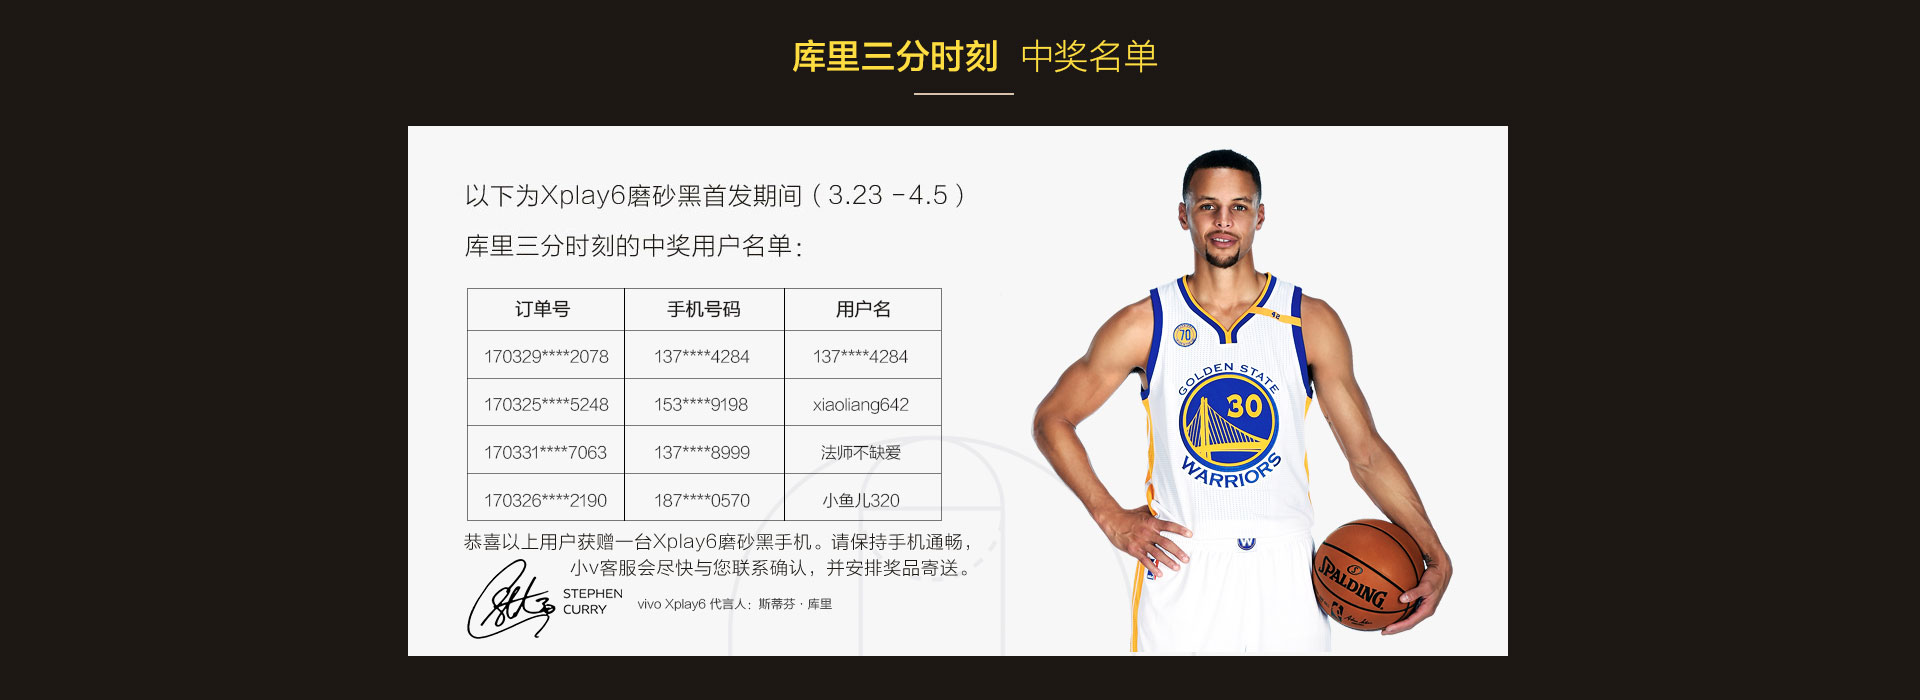 库里三分时刻 中奖名单
以下为Xplay6磨砂黑首发期间（3.23 -4.5）
库里三分时刻的中奖用户名单：
订单号 手机号码 用户名
170329****2078 137****4284 137****4284
170325****5248 153****9198 xiaoliang642
170331****7063 137****8999 法师不缺爱
170326****2190 187****0570 小鱼儿320
恭喜以上用户获赠一台Xplay6磨砂黑手机。请保持手机通畅，
小v客服会尽快与您联系确认，并安排奖品寄送。
STEPHEN
CURRY
vivo Xplay6 代言人：斯蒂芬·库里
42
70
GOLDEN STATE
30
WARRIORS
W
SPALDING